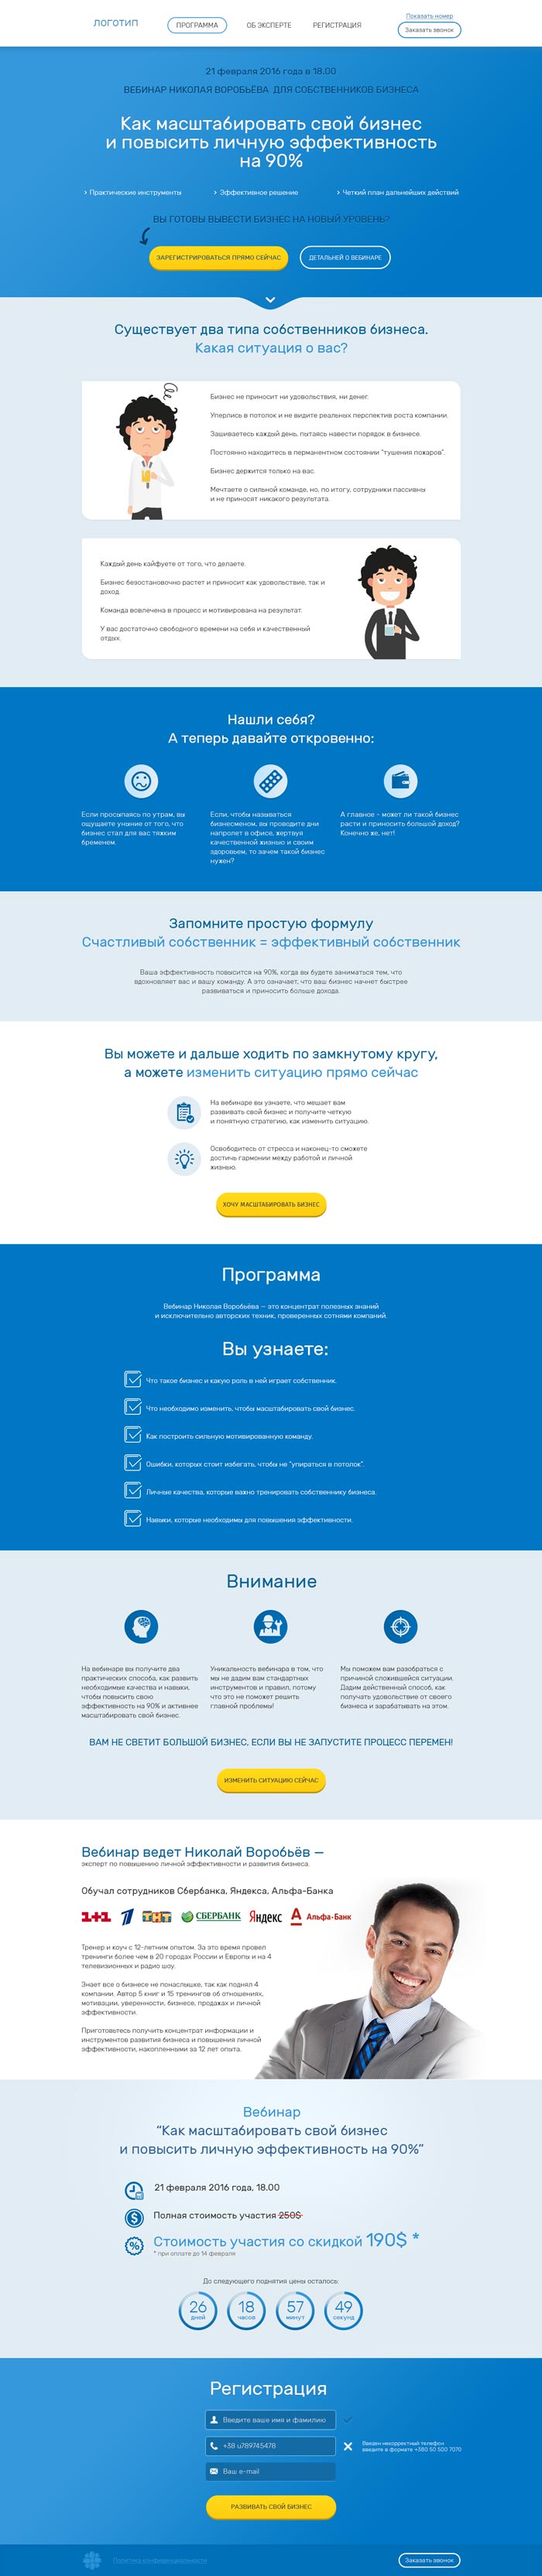 ЛОГОТИП
ПРОГРАММА
ОБ ЭКСПЕРТЕ
РЕГИСТРАЦИЯ
Показать номер
Заказать звонок
21 февраля 2016 года в 18.00
ВЕБИНАР НИКОЛАЯ ВОРОБЬЁВА ДЛЯ СОБСТВЕННИКОВ БИЗНЕСА
Как масштабировать свой бизнес
и повысить личную эффективность
на 90%
Практические инструменты
Эффективное решение
Четкий план дальнейших действий
ВЫ ГОТОВЫ ВЫВЕСТИ БИЗНЕС НА НОВЫЙ УРОВЕНЬ?
ЗАРЕГИСТРИРОВАТЬСЯ ПРЯМО СЕЙЧАС
ДЕТАЛЬНЕЙ О ВЕБИНАРЕ
Существует два типа собственников бизнеса.
Какая ситуация о вас?
Бизнес не приносит ни удовольствия, ни денег.
Уперлись в потолок и не видите реальных перспектив роста компании.
Зашиваетесь каждый день, пытаясь навести порядок в бизнесе.
Постоянно находитесь в перманентном состоянии "тушения пожаров".
Бизнес держится только на вас.
Мечтаете о сильной команде, но, по итогу, сотрудники пассивны
и не приносят никакого результата.
Каждый день кайфуете от того, что делаете.
Бизнес безостановочно растет и приносит как удовольствие, так и
доход.
Команда вовлечена в процесс и мотивирована на результат.
У вас достаточно свободного времени на себя и качественный
отдых.
Нашли себя?
А теперь давайте откровенно:
Если просыпаясь по утрам, вы
ощущаете уныние от того, что
бизнес стал для вас тяжким
бременем.
Если, чтобы называться
бизнесменом, вы проводите дни
напролет в офисе, жертвуя
качественной жизнью и своим
здоровьем, то зачем такой бизнес
нужен?
А главное – может ли такой бизнес
расти и приносить большой доход?
Конечно же, нет!
Запомните простую формулу
Счастливый собственник = эффективный собственник
Ваша эффективность повысится на 90%, когда вы будете заниматься тем, что
вдохновляет вас и вашу команду. А это означает, что ваш бизнес начнет быстрее
развиваться и приносить больше дохода.
Вы можете и дальше ходить по замкнутому кругу,
а можете изменить ситуацию прямо сейчас
На вебинаре вы узнаете, что мешает вам
развивать свой бизнес и получите четкую
и понятную стратегию, как изменить ситуацию.
Освободитесь от стресса и наконец-то сможете
достичь гармонии между работой и личной
жизнью.
ХОЧУ МАСШТАБИРОВАТЬ БИЗНЕС
Программа
Вебинар Николая Воробьёва — это концентрат полезных знаний
и исключительно авторских техник, проверенных сотнями компаний.
Вы узнаете:
Что такое бизнес и какую роль в ней играет собственник.
Что необходимо изменить, чтобы масштабировать свой бизнес.
Как построить сильную мотивированную команду.
Ошибки, которых стоит избегать, чтобы не "упираться в потолок".
Личные качества, которые важно тренировать собственнику бизнеса.
Навыки, которые необходимы для повышения эффективности.
Внимание
На вебинаре вы получите два
практических способа, как развить
необходимые качества и навыки,
чтобы повысить свою
эффективность на 90% и активнее
масштабировать свой бизнес.
Уникальность вебинара в том, что
мы не дадим вам стандартных
инструментов и правил, потому
что это не поможет решить
главной проблемы!
Мы поможем вам разобраться с
причиной сложившейся ситуации.
Дадим действенный способ, как
получать удовольствие от своего
бизнеса и зарабатывать на этом.
ВАМ НЕ СВЕТИТ БОЛЬШОЙ БИЗНЕС, ЕСЛИ ВЫ НЕ ЗАПУСТИТЕ ПРОЦЕСС ПЕРЕМЕН!
ИЗМЕНИТЬ СИТУАЦИЮ СЕЙЧАС
Вебинар ведет Николай Воробьёв —
эксперт по повышению личной эффективности и развития бизнеса.
Обучал сотрудников Сбербанка, Яндекса, Альфа-Банка
1+1
1
ТНТ
СБЕРБАНК
Яндекс
А Альфа·Банк
Тренер и коуч с 12-летним опытом. За это время провел
тренинги более чем в 20 городах России и Европы и на 4
телевизионных и радио шоу.
Знает все о бизнесе не понаслышке, так как поднял 4
компании. Автор 5 книг и 15 тренингов об отношениях,
мотивации, уверенности, бизнесе, продажах и личной
эффективности.
Приготовьтесь получить концентрат информации и
инструментов развития бизнеса и повышения личной
эффективности, накопленными за 12 лет опыта.
Вебинар
“Как масштабировать свой бизнес
и повысить личную эффективность на 90%”
21 февраля 2016 года, 18.00
Полная стоимость участия 250$
Стоимость участия со скидкой 190$ *
* при оплате до 14 февраля
До следующего поднятия цены осталось:
26 18 57 49
дней часов минут секунд
Регистрация
Введите ваше имя и фамилию
+38 u789745478
Введен некорректный телефон
введите в формате +380 50 500 7070
Ваш e-mail
РАЗВИВАТЬ СВОЙ БИЗНЕС
Политика конфиденциальности
Заказать звонок